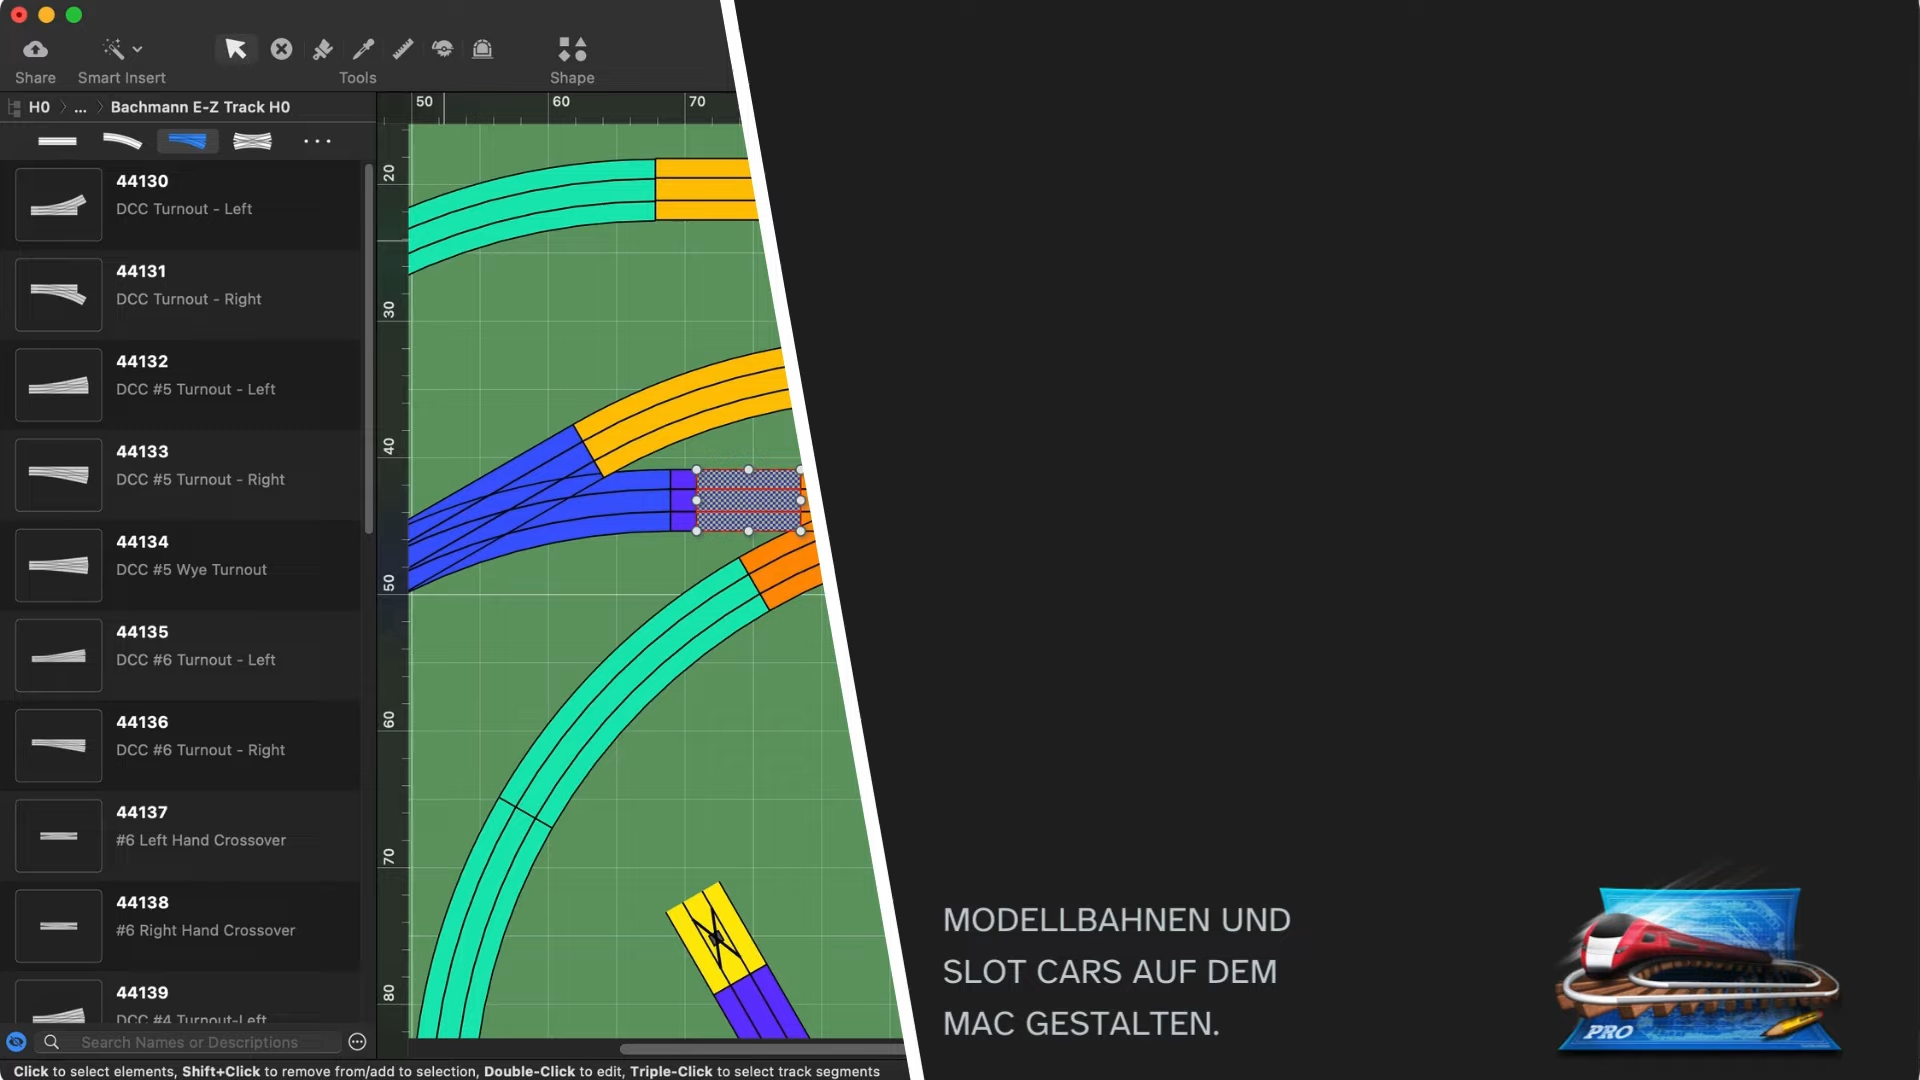 Share
Smart Insert
Tools
Shape
H0 ... Bachmann E-Z Track H0
50
60
70
20
30
40
50
60
70
80
44130
DCC Turnout - Left
44131
DCC Turnout - Right
44132
DCC #5 Turnout - Left
44133
DCC #5 Turnout - Right
44134
DCC #5 Wye Turnout
44135
DCC #6 Turnout - Left
44136
DCC #6 Turnout - Right
44137
#6 Left Hand Crossover
44138
#6 Right Hand Crossover
44139
DCC #4 Turnout-Left
Search Names or Descriptions
Click to select elements, Shift+Click to remove from/add to selection, Double-Click to edit, Triple-Click to select track segments
MODELLBAHNEN UND
SLOT CARS AUF DEM
MAC GESTALTEN.
PRO